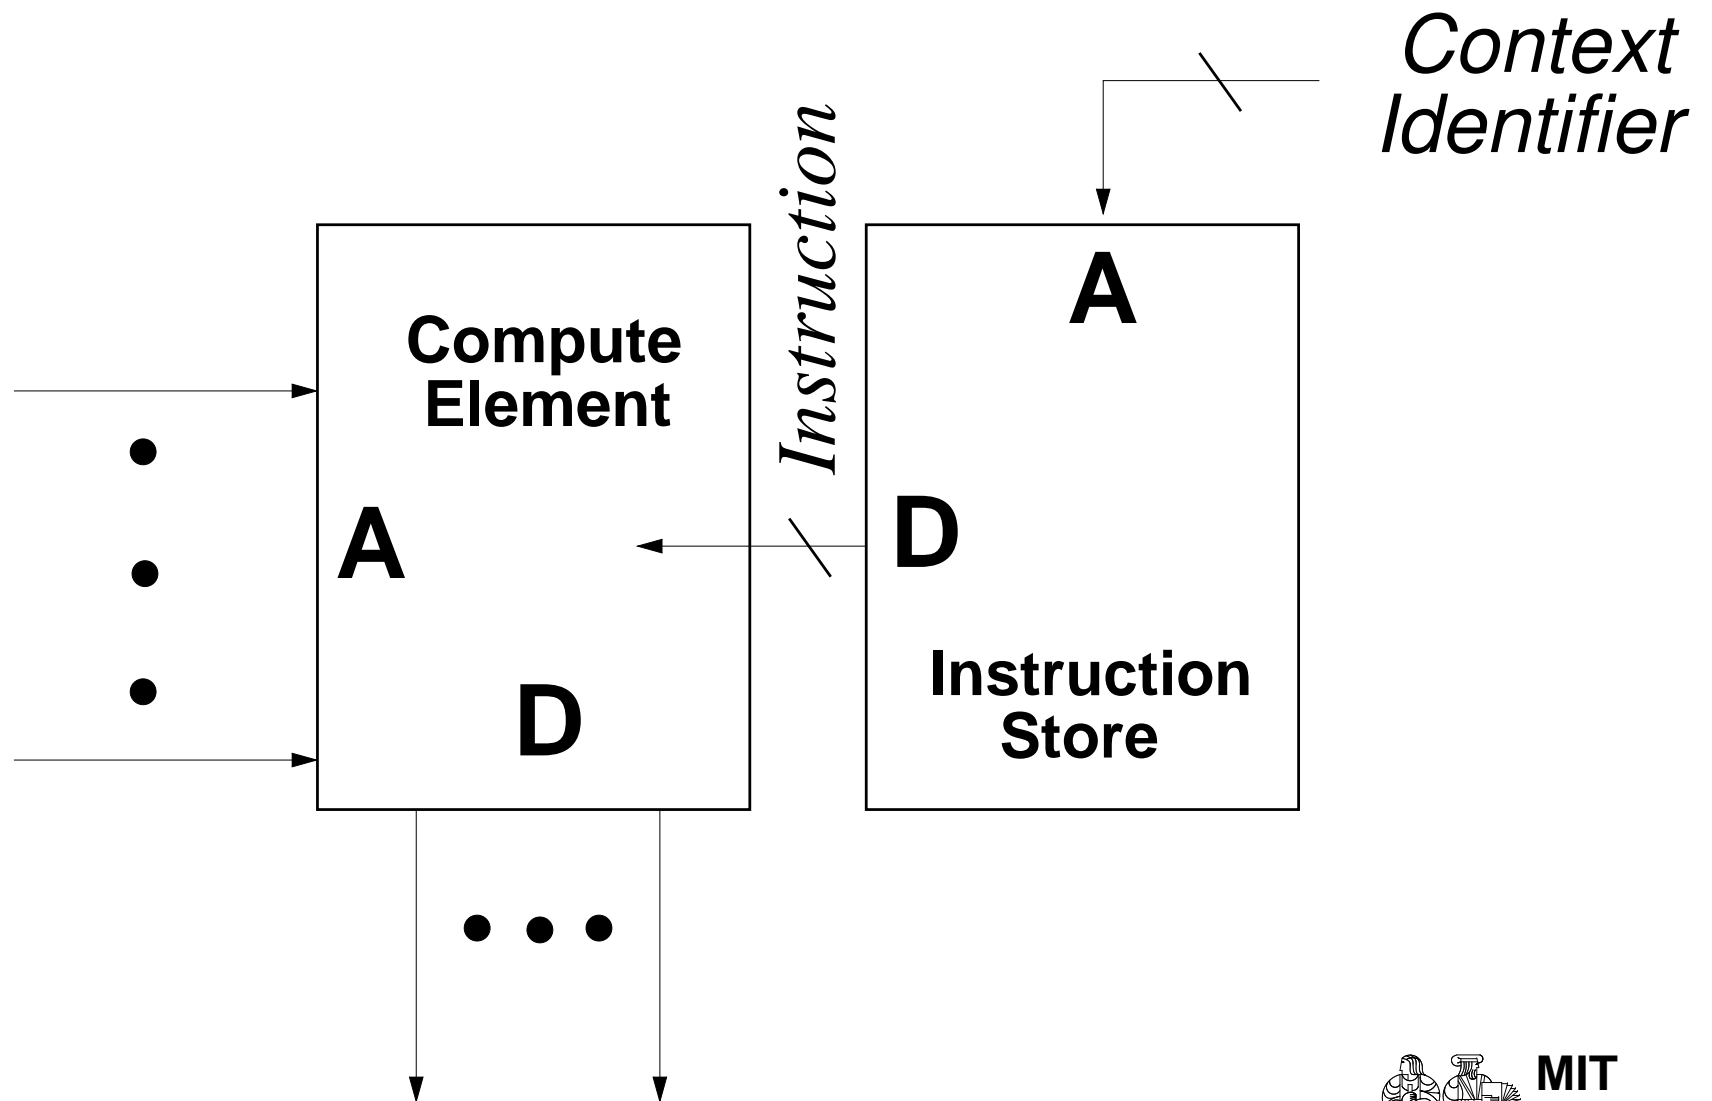 Context
Identifier
Instruction
A
Compute
Element
A
D
D
Instruction
Store
MIT